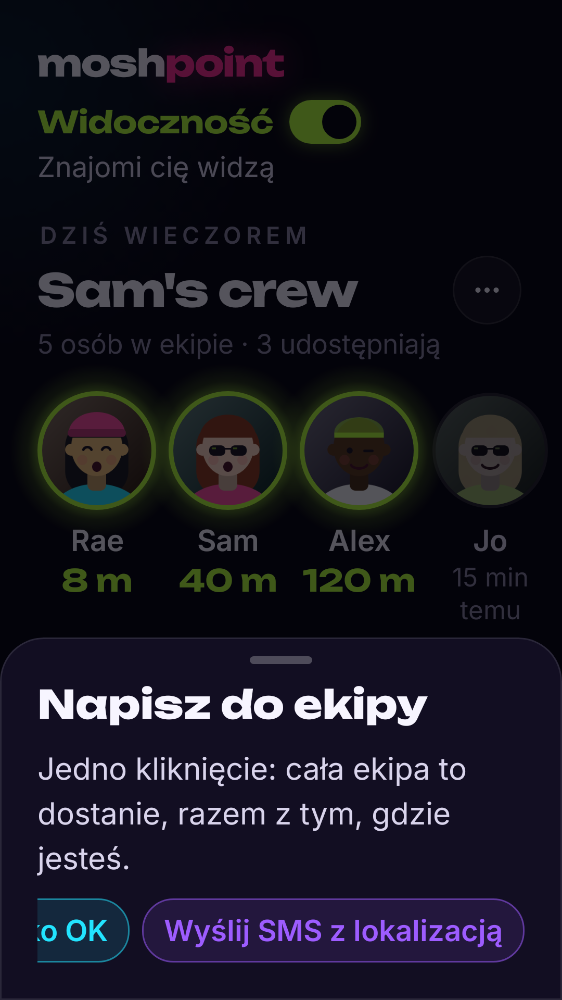 moshpoint
Widoczność
Znajomi cię widzą
DZIŚ WIECZOREM
Sam's crew
5 osób w ekipie · 3 udostępniają
Rae Sam Alex Jo
8 m 40 m 120 m 15 min temu
Napisz do ekipy
Jedno kliknięcie: cała ekipa to
dostanie, razem z tym, gdzie
jesteś.
OK Wyślij SMS z lokalizacją